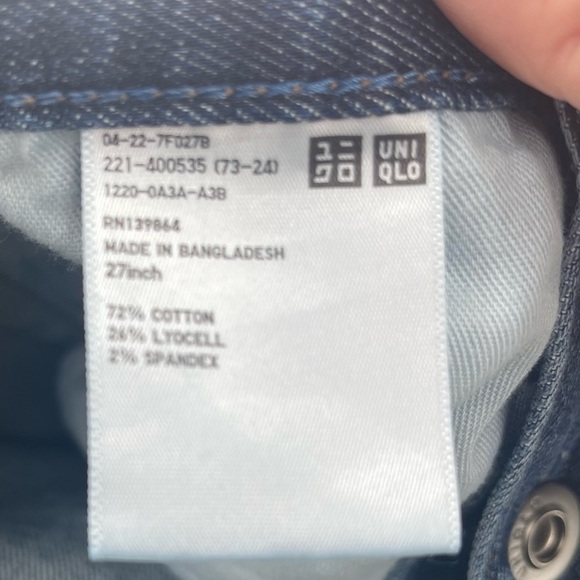 04-22-7F027B
221-400535 (73-24)
1220-0A3A-A3B
ユニ
クロ
UNI
QLO
RN139864
MADE IN BANGLADESH
27inch
72% COTTON
26% LYOCELL
2% SPANDEX